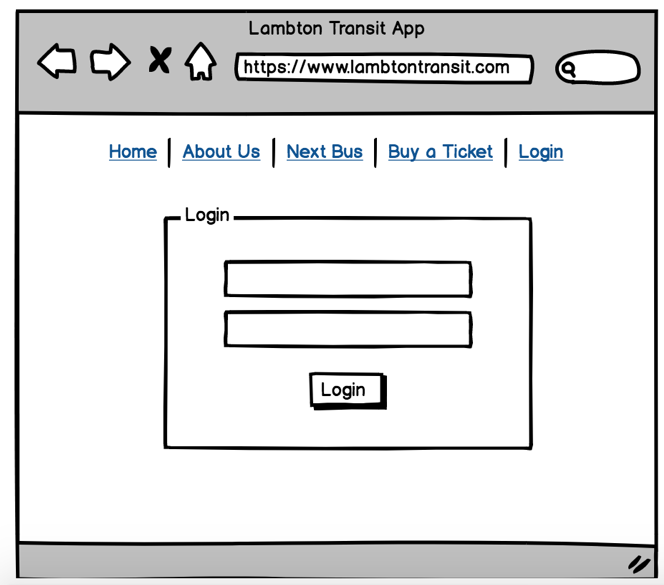 Lambton Transit App
https://www.lambtontransit.com
Home | About Us | Next Bus | Buy a Ticket | Login
Login
Login